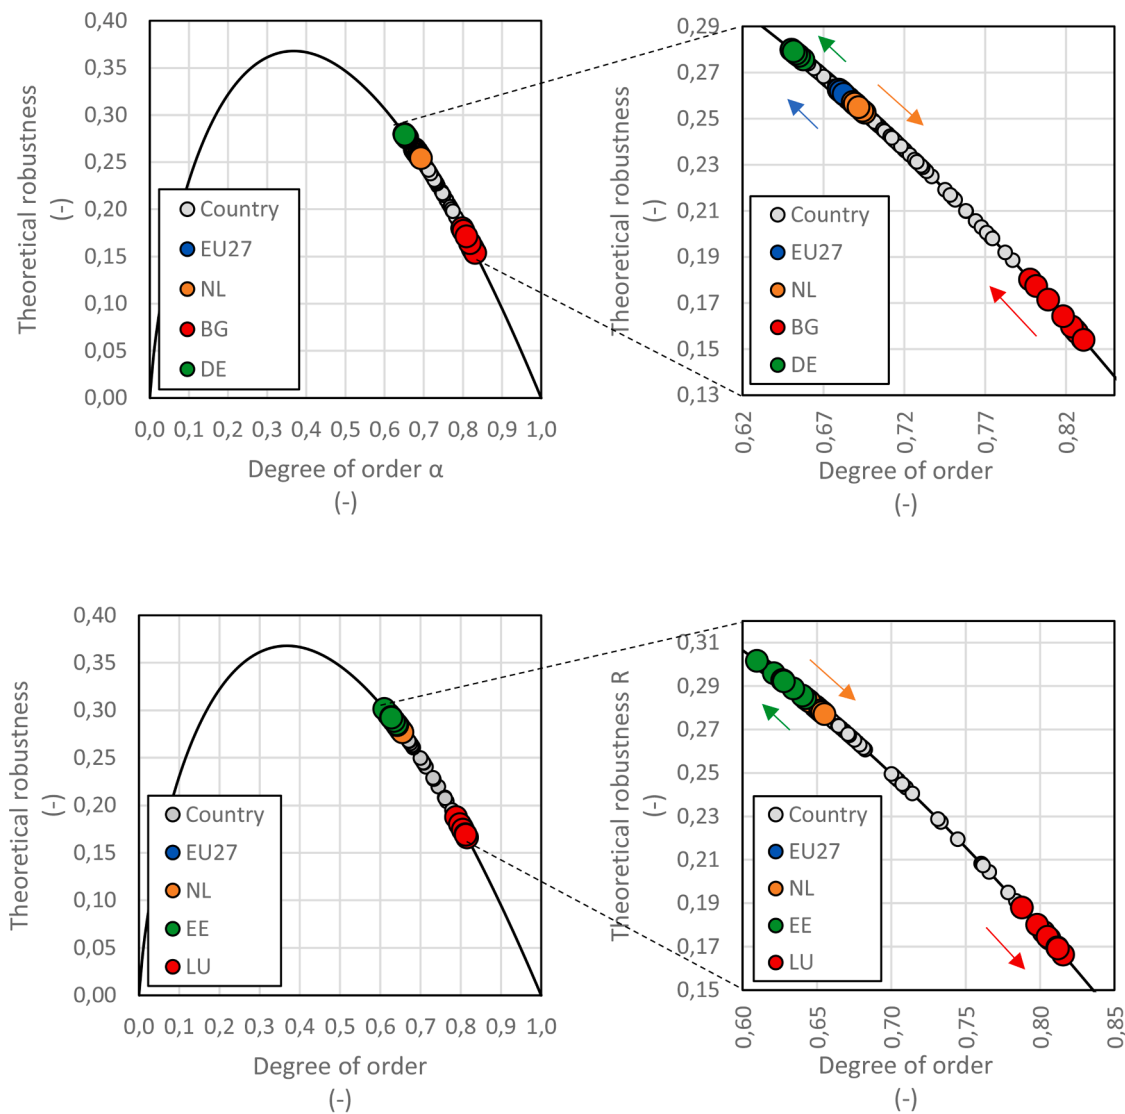 0,40
0,35
0,30
0,25
0,20
0,15
0,10
0,05
0,00
Theoretical robustness
(-)
Country
EU27
NL
BG
DE
0,0 0,1 0,2 0,3 0,4 0,5 0,6 0,7 0,8 0,9 1,0
Degree of order α
(-)
0,29
0,27
0,25
0,23
0,21
0,19
0,17
0,15
0,13
Theoretical robustness
(-)
Country
EU27
NL
BG
DE
0,62 0,67 0,72 0,77 0,82
Degree of order
(-)
0,40
0,35
0,30
0,25
0,20
0,15
0,10
0,05
0,00
Theoretical robustness
(-)
Country
EU27
NL
EE
LU
0,0 0,1 0,2 0,3 0,4 0,5 0,6 0,7 0,8 0,9 1,0
Degree of order
(-)
0,31
0,29
0,27
0,25
0,23
0,21
0,19
0,17
0,15
Theoretical robustness R
(-)
Country
EU27
NL
EE
LU
0,60 0,65 0,70 0,75 0,80 0,85
Degree of order
(-)